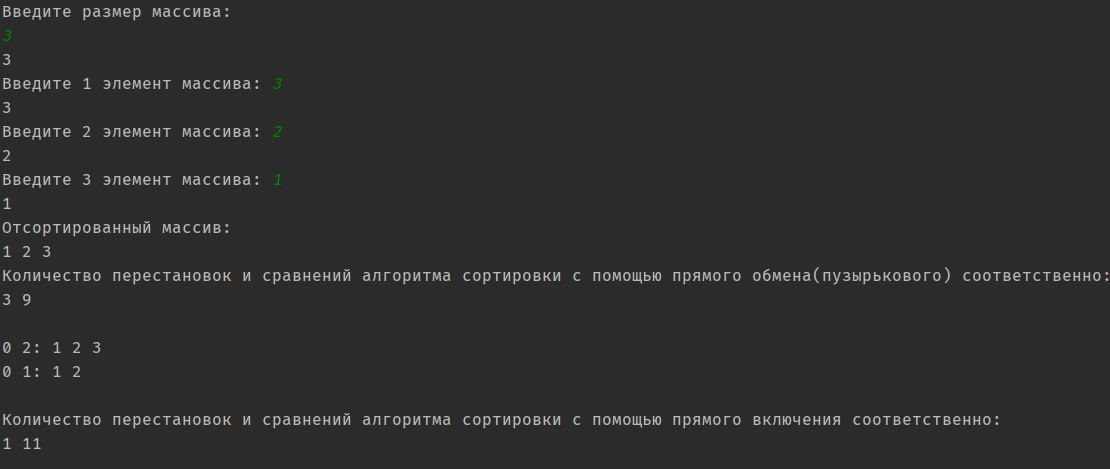 Введите размер массива:
3
3
Введите 1 элемент массива: 3
3
Введите 2 элемент массива: 2
2
Введите 3 элемент массива: 1
1
Отсортированный массив:
1 2 3
Количество перестановок и сравнений алгоритма сортировки с помощью прямого обмена(пузырькового) соответственно:
3 9
0 2: 1 2 3
0 1: 1 2
Количество перестановок и сравнений алгоритма сортировки с помощью прямого включения соответственно:
1 11